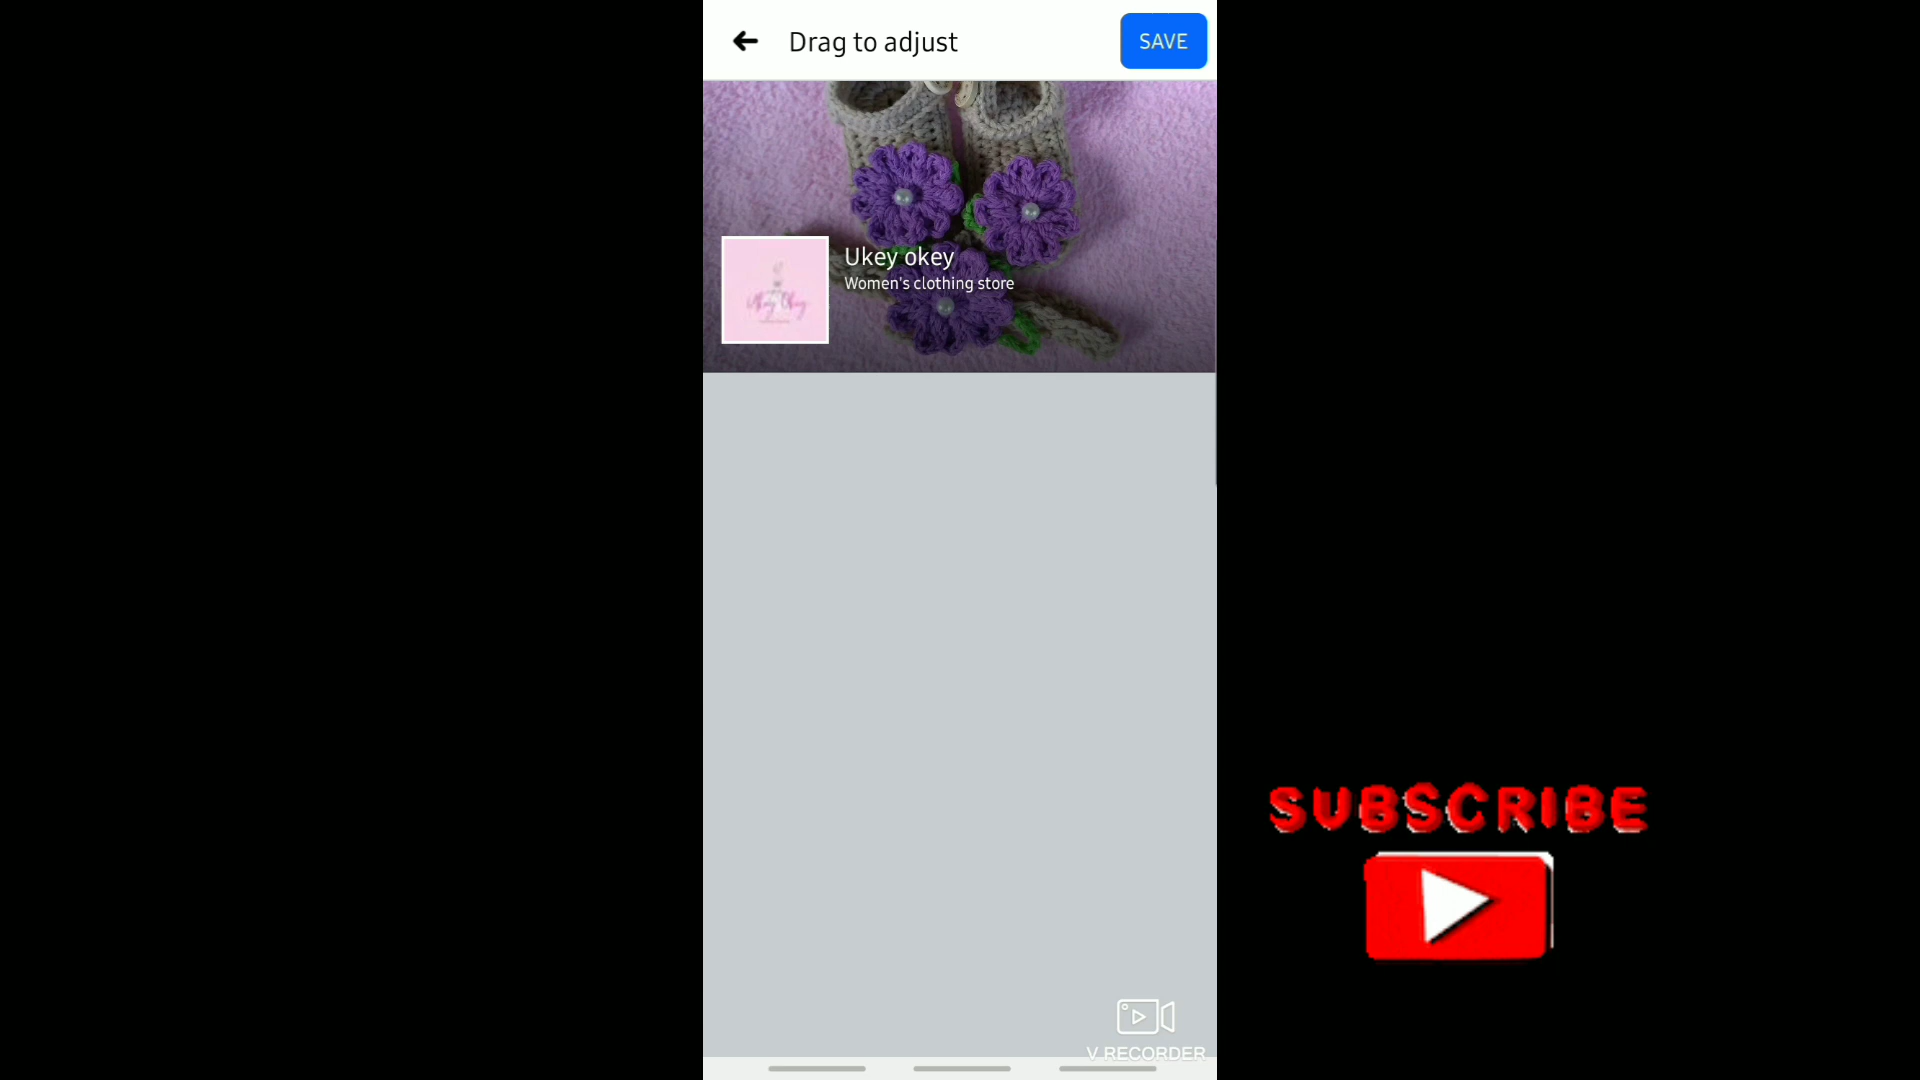 Drag to adjust
SAVE
Ukey okey
Women's clothing store
SUBSCRIBE
V RECORDER